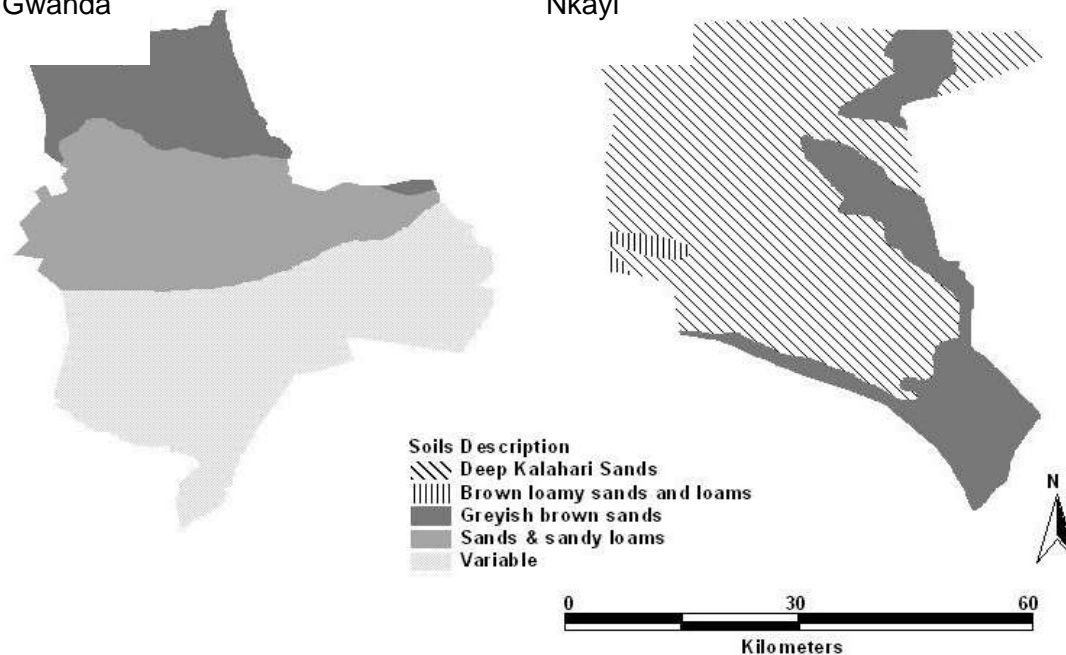 Gwanda
Nkayi
Soils Description
Deep Kalahari Sands
Brown loamy sands and loams
Greyish brown sands
Sands & sandy loams
Variable
N
0 30 60
Kilometers